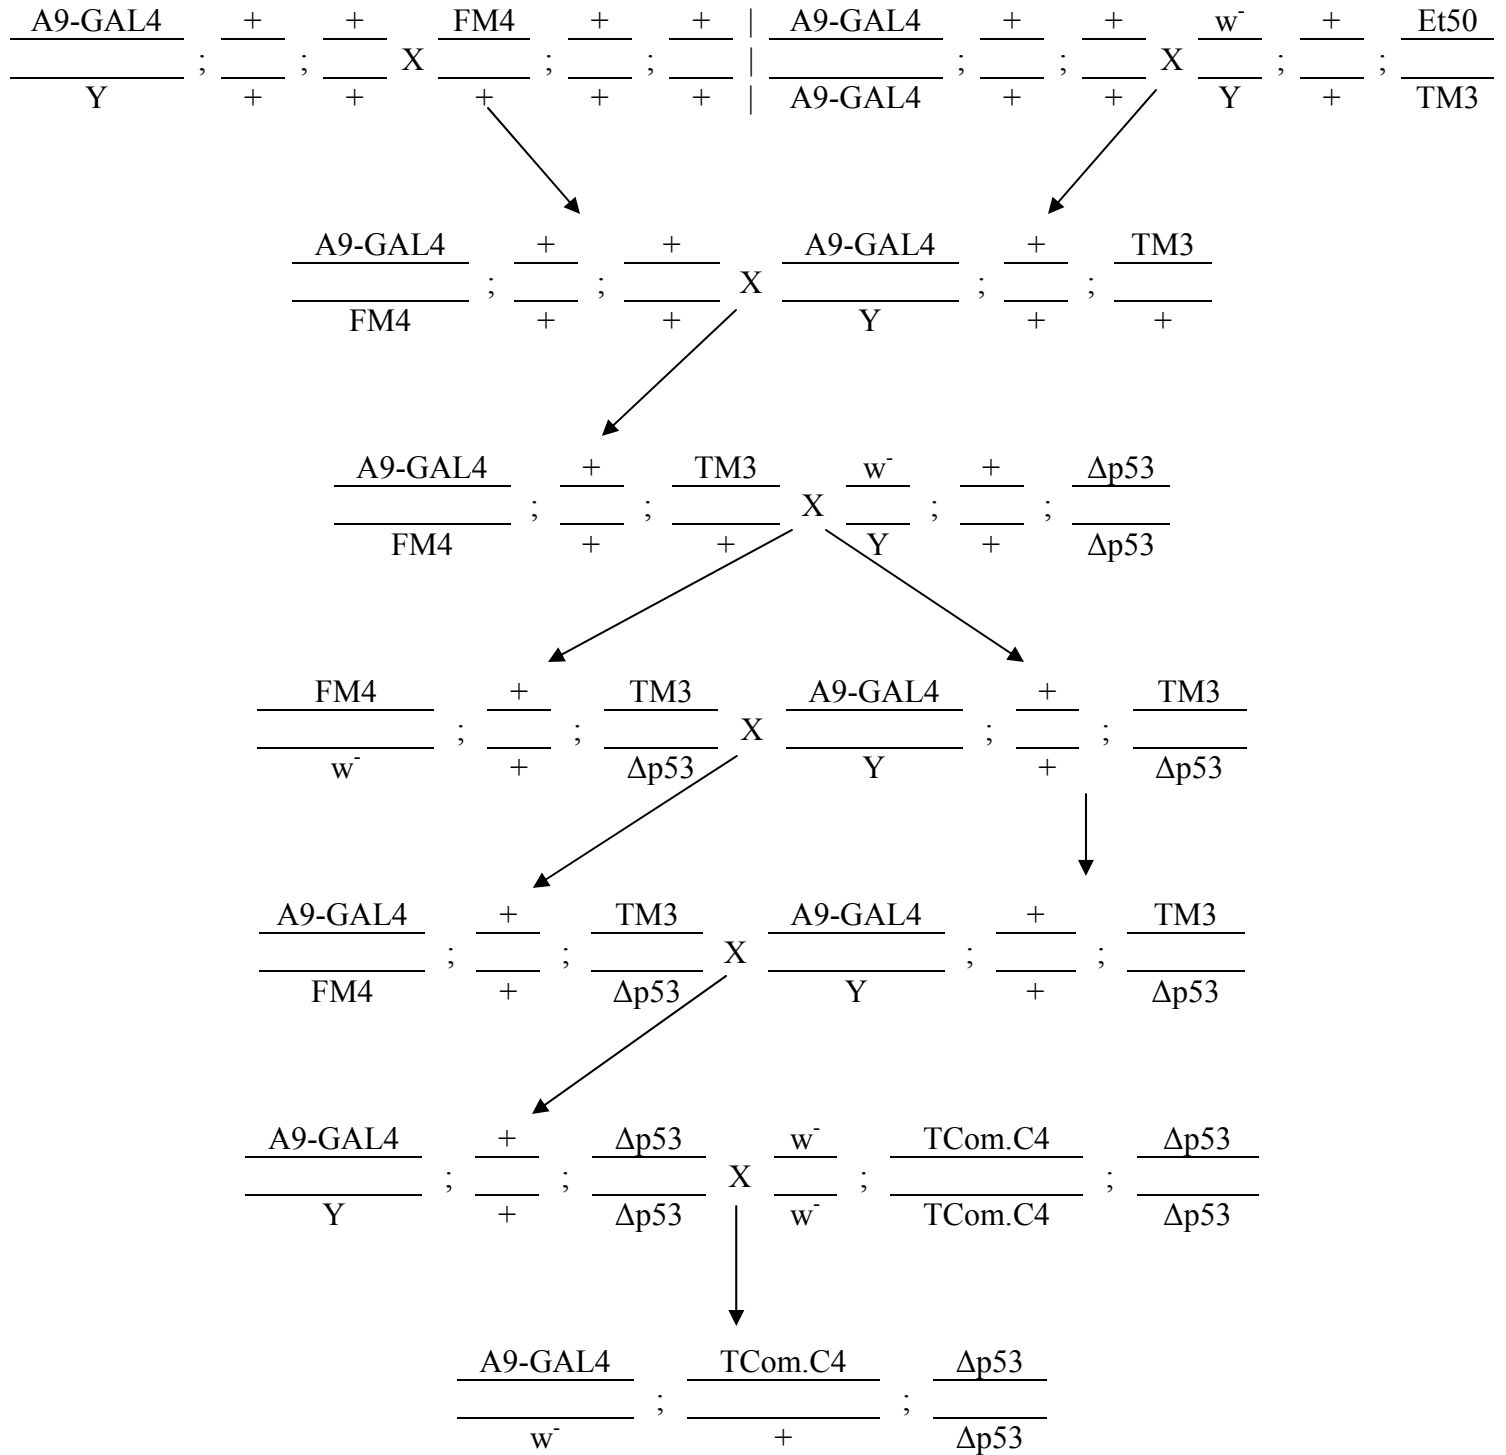 A9-GAL4 + + FM4 + + | A9-GAL4 + + w⁻ + Et50
; ; X ; ; | ; ; X ; ;
Y + + + + + | A9-GAL4 + + Y + TM3
A9-GAL4 + + A9-GAL4 + TM3
; ; X ; ;
FM4 + + Y + +
A9-GAL4 + TM3 w⁻ + Δp53
; ; X ; ;
FM4 + + Y + Δp53
FM4 + TM3 A9-GAL4 + TM3
; ; X ; ;
w⁻ + Δp53 Y + Δp53
A9-GAL4 + TM3 A9-GAL4 + TM3
; ; X ; ;
FM4 + Δp53 Y + Δp53
A9-GAL4 + Δp53 w⁻ TCom.C4 Δp53
; ; X ; ;
Y + Δp53 w⁻ TCom.C4 Δp53
A9-GAL4 TCom.C4 Δp53
; ;
w⁻ + Δp53